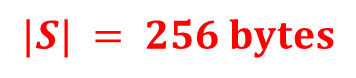 |S| = 256 bytes